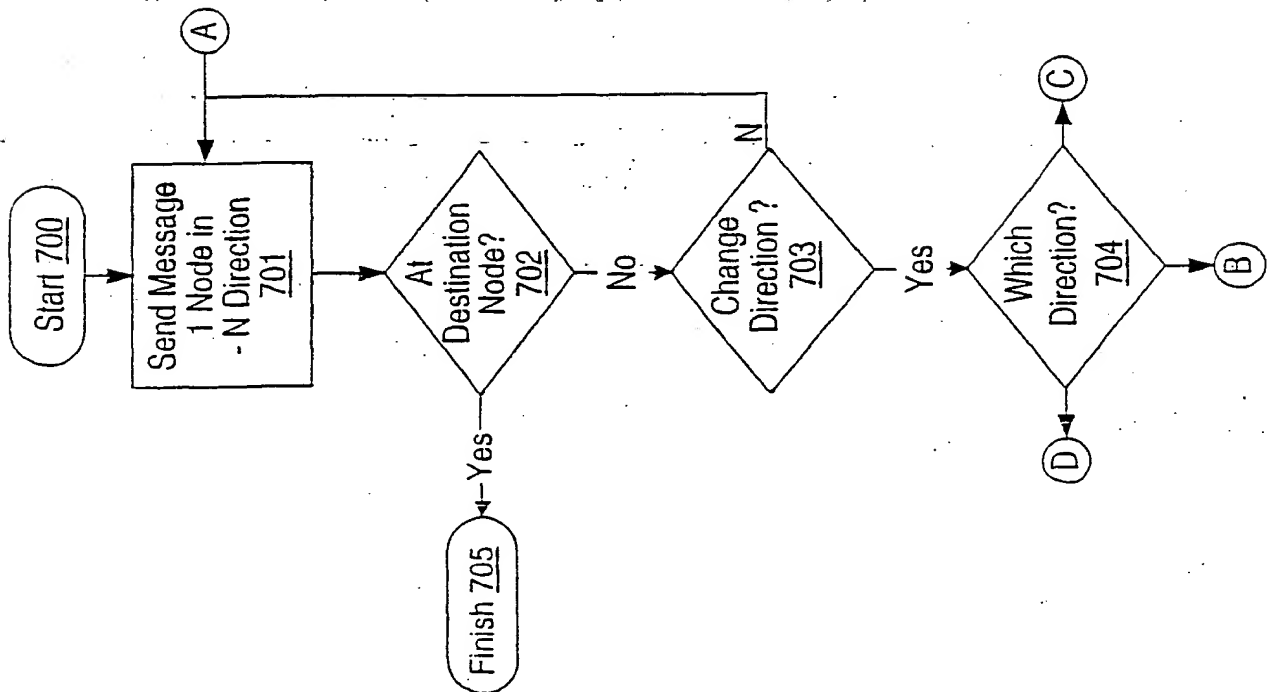 Start 700
A
Send Message
1 Node in
- N Direction
701
At
Destination
Node?
702
Yes
Finish 705
No
Change
Direction ?
703
N
Yes
Which
Direction?
704
C
D
B